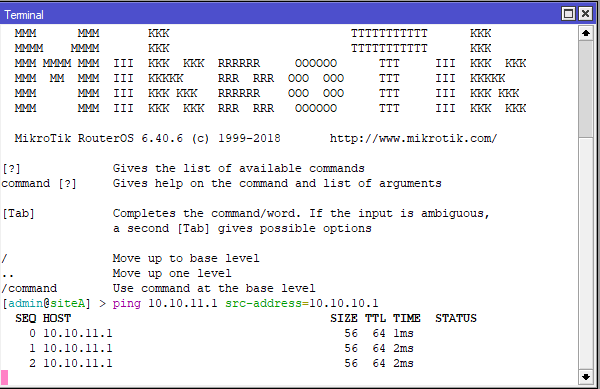 Terminal
MMM      MMM       KKK                          TTTTTTTTTTT      KKK
MMMM    MMMM       KKK                          TTTTTTTTTTT      KKK
MMM MMMM MMM  III  KKK  KKK  RRRRRR     OOOOOO      TTT     III  KKK  KKK
MMM  MM  MMM  III  KKKKK     RRR  RRR  OOO  OOO     TTT     III  KKKKK
MMM      MMM  III  KKK KKK   RRRRRR    OOO  OOO     TTT     III  KKK KKK
MMM      MMM  III  KKK  KKK  RRR  RRR   OOOOOO      TTT     III  KKK  KKK
MikroTik RouterOS 6.40.6 (c) 1999-2018       http://www.mikrotik.com/
[?]             Gives the list of available commands
command [?]     Gives help on the command and list of arguments
[Tab]           Completes the command/word. If the input is ambiguous,
a second [Tab] gives possible options
/               Move up to base level
..              Move up one level
/command        Use command at the base level
[admin@siteA] > ping 10.10.11.1 src-address=10.10.10.1
SEQ HOST                                     SIZE TTL TIME  STATUS
0 10.10.11.1                                 56  64 1ms
1 10.10.11.1                                 56  64 2ms
2 10.10.11.1                                 56  64 2ms